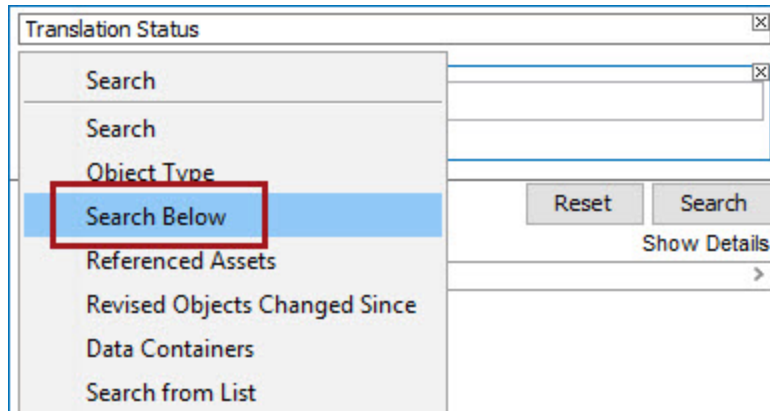 Translation Status
Search
Search
Object Type
Search Below
Reset
Search
Show Details
Referenced Assets
Revised Objects Changed Since
Data Containers
Search from List